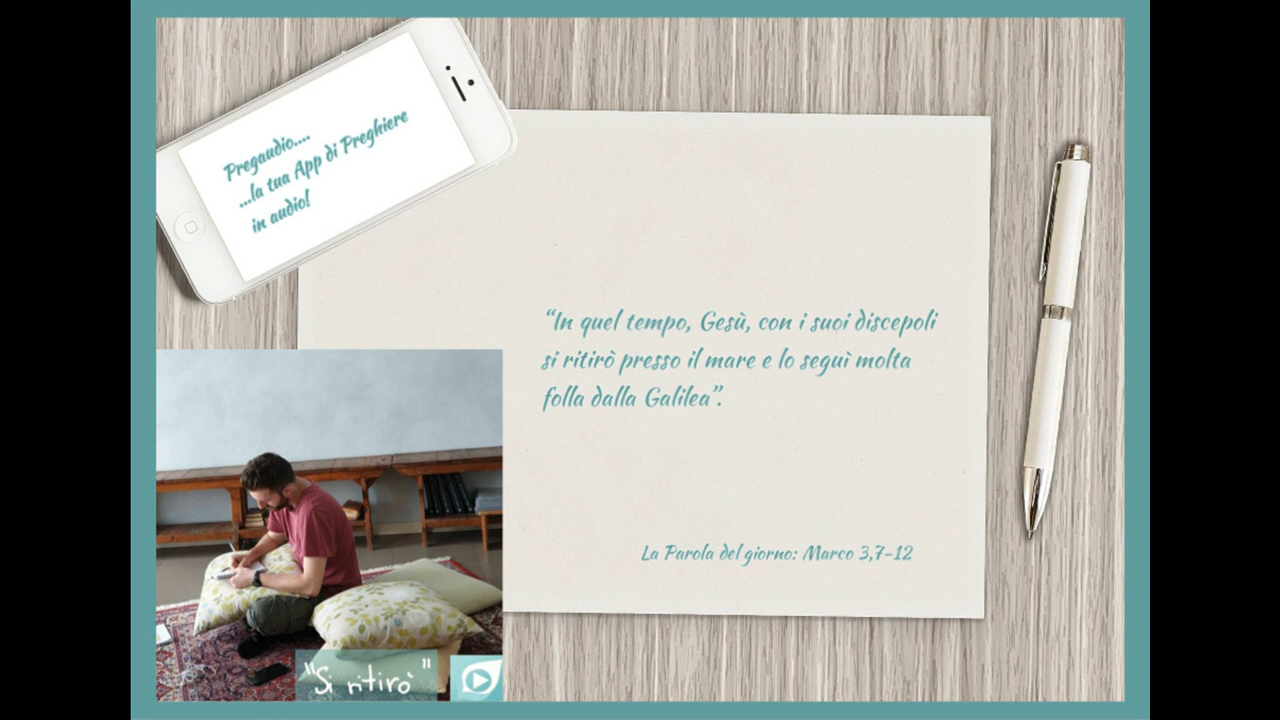 Pregaudio....
...la tua App di Preghiere
in audio!
“In quel tempo, Gesù, con i suoi discepoli
si ritirò presso il mare e lo seguì molta
folla dalla Galilea”.
La Parola del giorno: Marco 3,7-12
"Si ritirò"